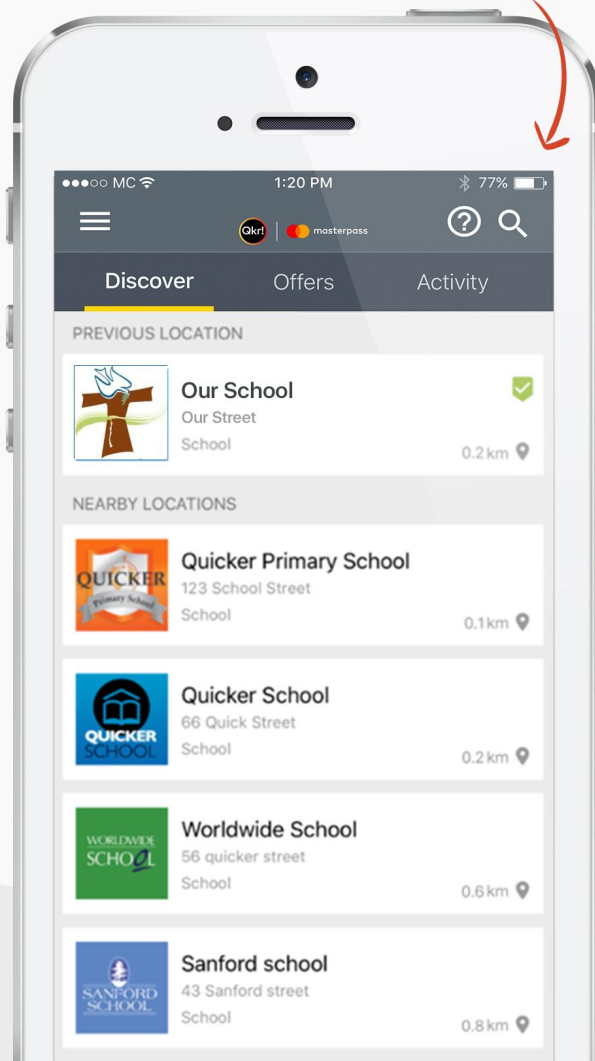 MC
1:20 PM
77%
Qkr!
masterpass
Discover
Offers
Activity
PREVIOUS LOCATION
Our School
Our Street
School
0.2 km
NEARBY LOCATIONS
QUICKER
Primary School
Quicker Primary School
123 School Street
School
0.1 km
QUICKER
SCHOOL
Quicker School
66 Quick Street
School
0.2 km
WORLDWIDE
SCHOOL
Worldwide School
56 quicker street
School
0.6 km
SANFORD
SCHOOL
Sanford school
43 Sanford street
School
0.8 km